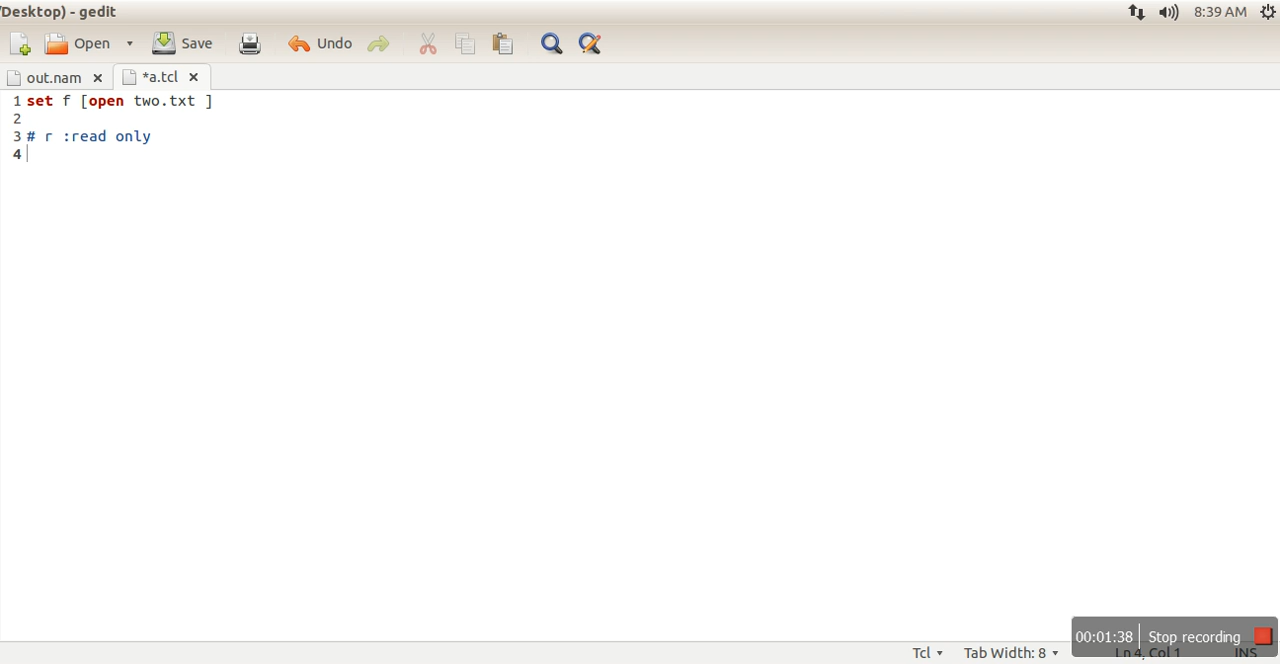 /Desktop) - gedit
8:39 AM
Open
Save
Undo
out.nam
*a.tcl
1 set f [open two.txt ]
2
3 # r :read only
4
Tcl
Tab Width: 8
Ln 4, Col 1
INS
00:01:38
Stop recording